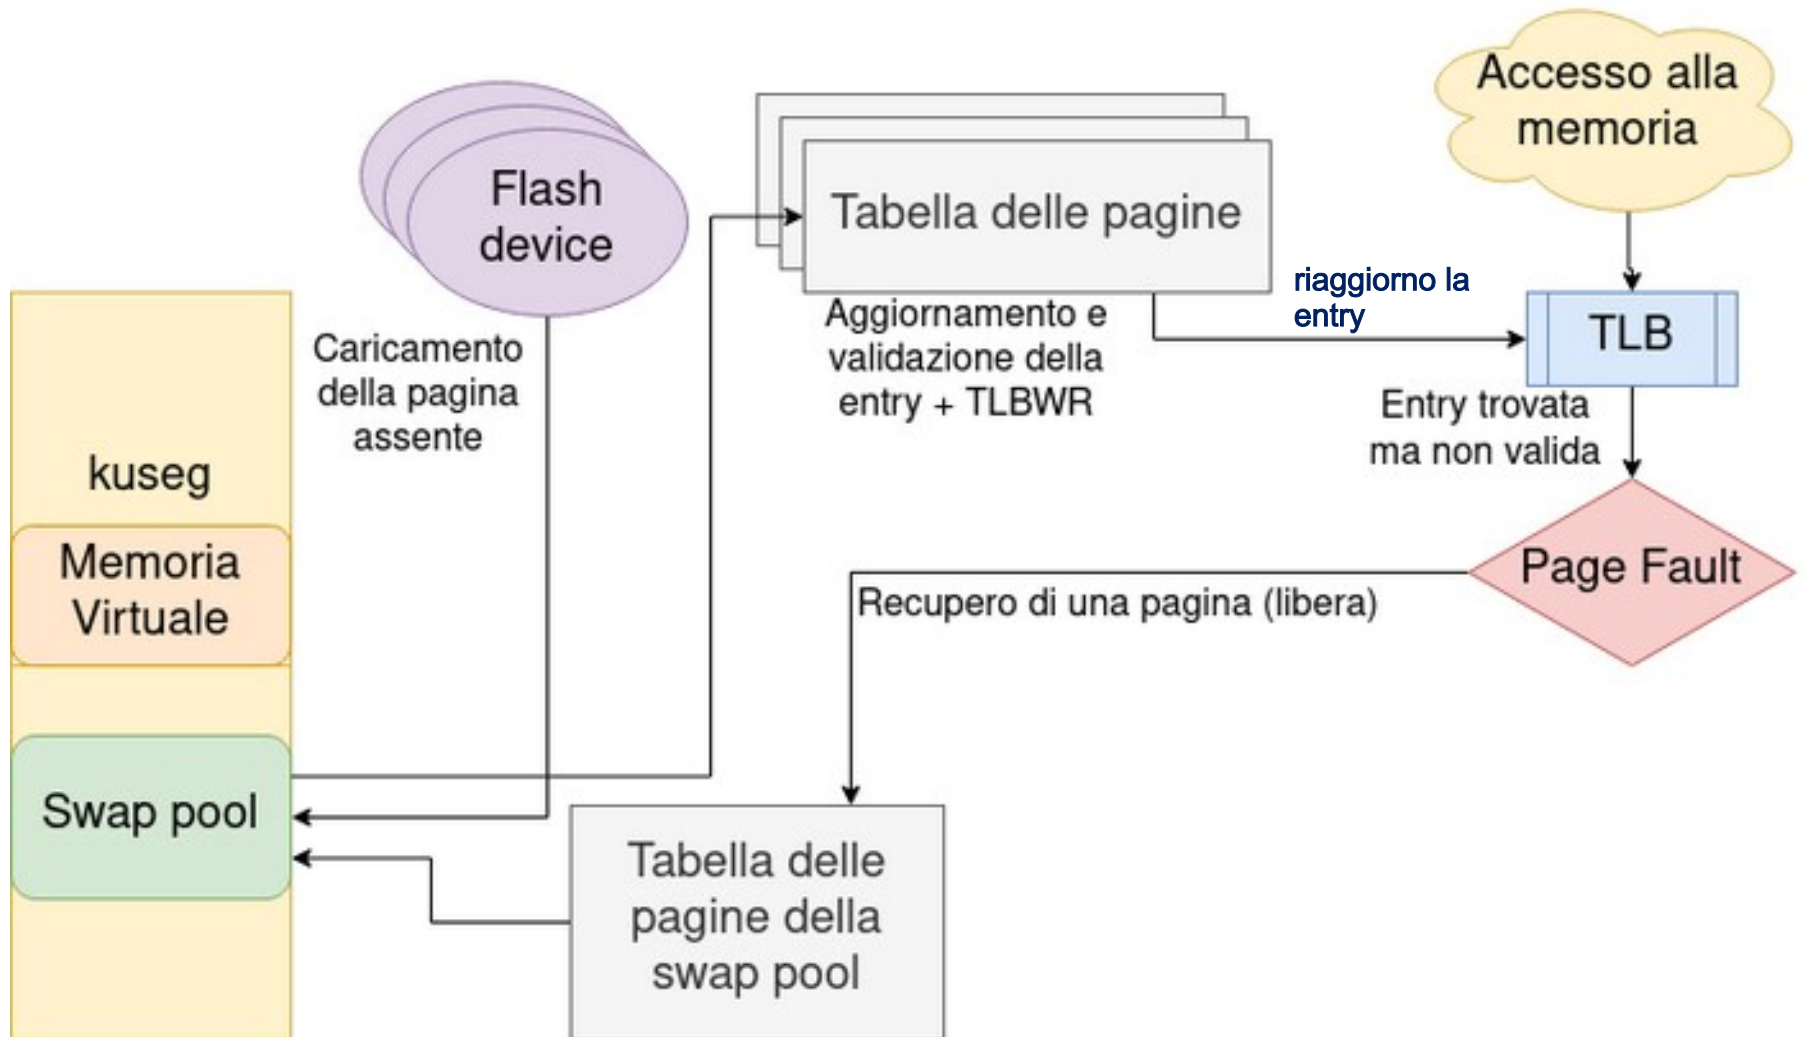 Accesso alla
memoria
Flash
device
Tabella delle pagine
riaggiorno la
entry
Aggiornamento e
validazione della
entry + TLBWR
TLB
Caricamento
della pagina
assente
Entry trovata
ma non valida
kuseg
Memoria
Virtuale
Page Fault
Recupero di una pagina (libera)
Swap pool
Tabella delle
pagine della
swap pool